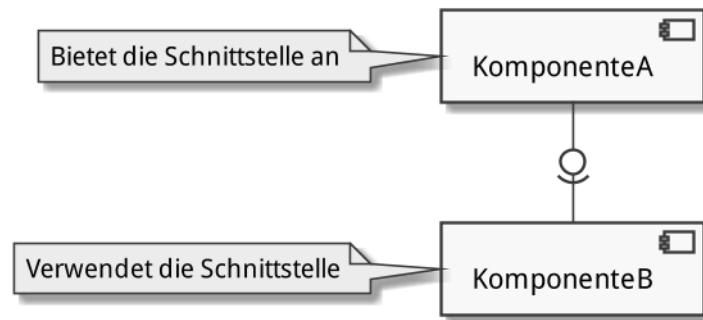 Bietet die Schnittstelle an
KomponenteA
Verwendet die Schnittstelle
KomponenteB